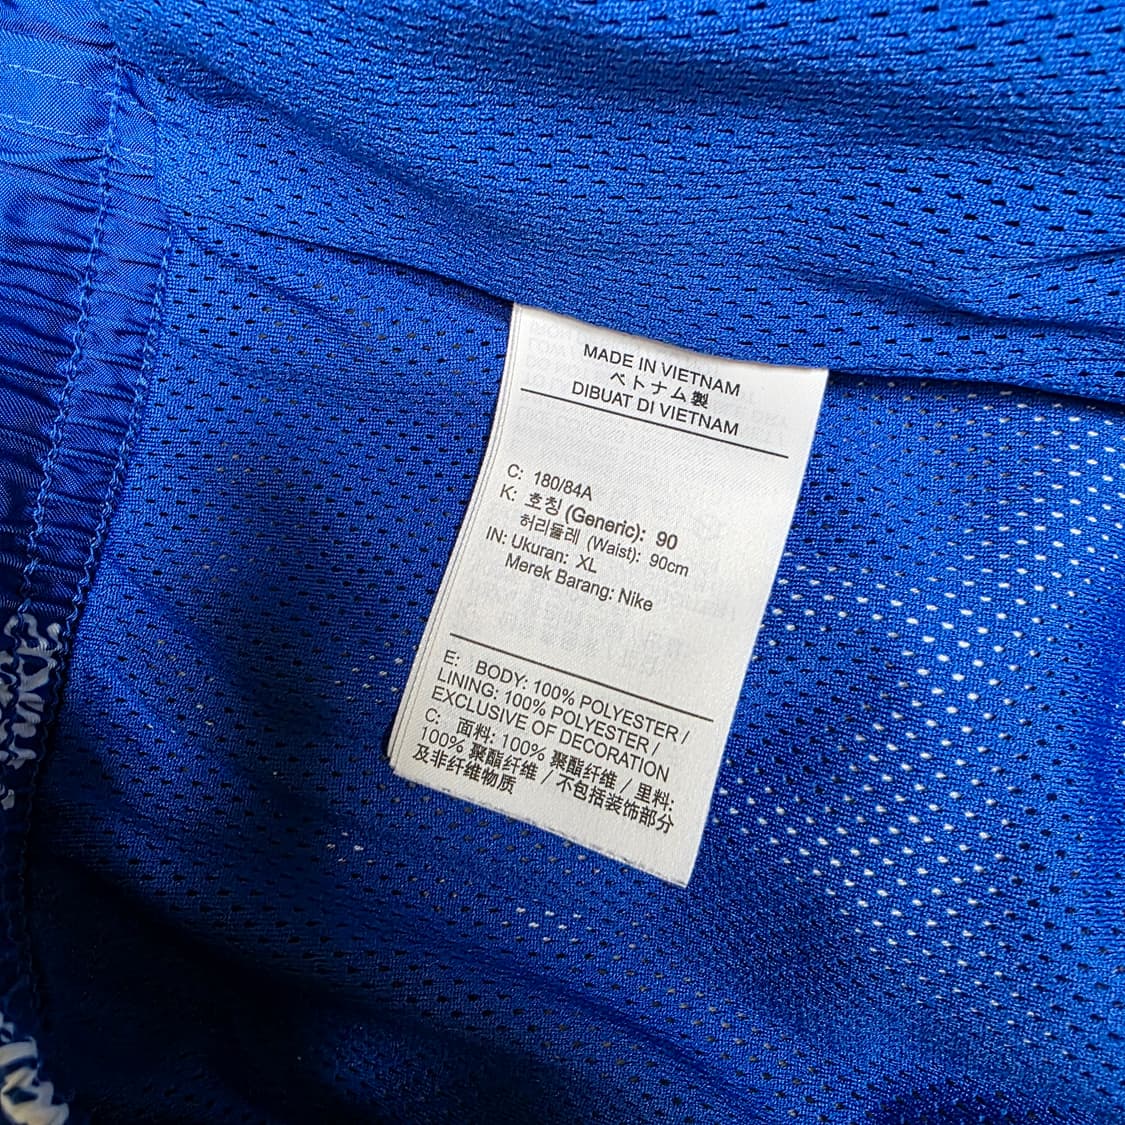 MADE IN VIETNAM
ベトナム製
DIBUAT DI VIETNAM
C: 180/84A
K: 호칭 (Generic): 90
허리둘레 (Waist): 90cm
IN: Ukuran: XL
Merek Barang: Nike
E: BODY: 100% POLYESTER /
LINING: 100% POLYESTER /
EXCLUSIVE OF DECORATION
C: 面料: 100% 聚酯纤维 / 里料:
100% 聚酯纤维 / 不包括装饰部分
及非纤维物质